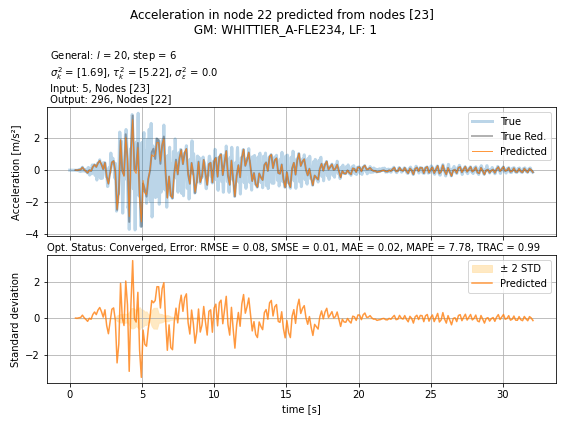 Acceleration in node 22 predicted from nodes [23]
GM: WHITTIER_A-FLE234, LF: 1
General: l = 20, step = 6
σ²ₖ = [1.69], τ²ₖ = [5.22], σ²ε = 0.0
Input: 5, Nodes [23]
Output: 296, Nodes [22]
Acceleration [m/s²]
2
0
−2
−4
True
True Red.
Predicted
Opt. Status: Converged, Error: RMSE = 0.08, SMSE = 0.01, MAE = 0.02, MAPE = 7.78, TRAC = 0.99
Standard deviation
2
0
−2
± 2 STD
Predicted
0 5 10 15 20 25 30
time [s]